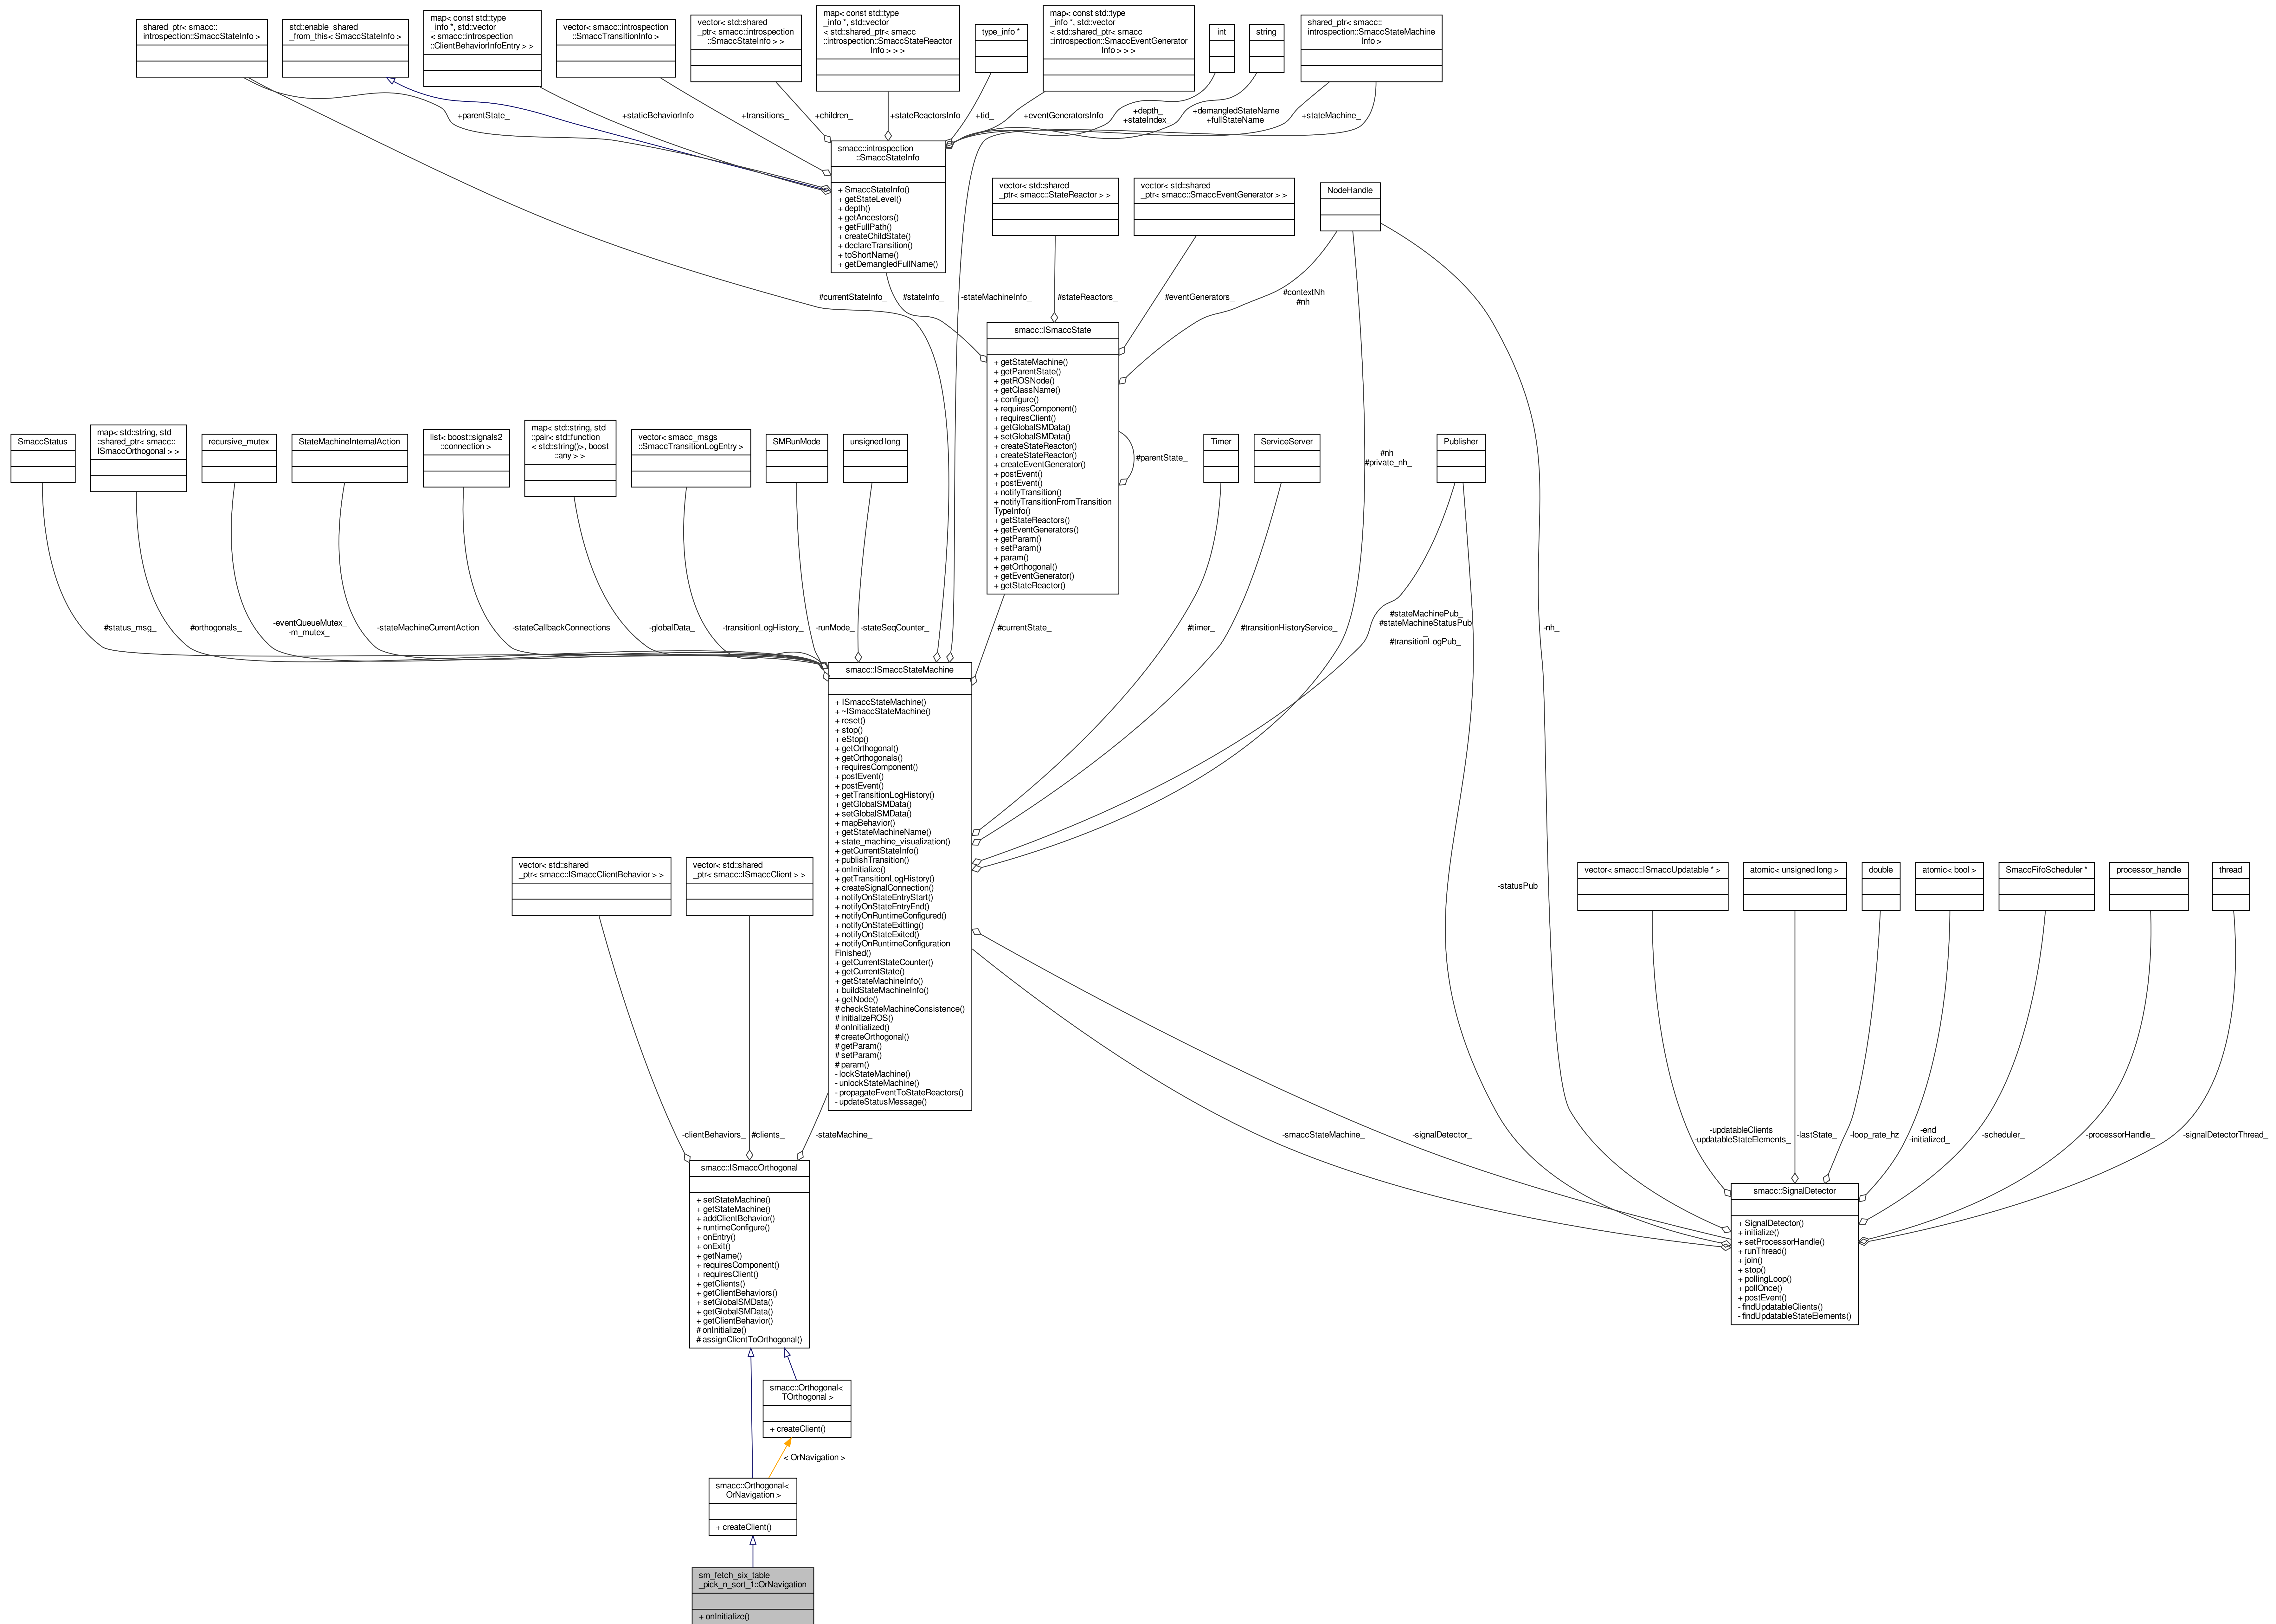 shared_ptr< smacc::
introspection::SmaccStateInfo >
std::enable_shared
_from_this< SmaccStateInfo >
map< const std::type
_info *, std::vector
< smacc::introspection
::ClientBehaviorInfoEntry > >
vector< smacc::introspection
::SmaccTransitionInfo >
vector< std::shared
_ptr< smacc::introspection
::SmaccStateInfo > >
map< const std::type
_info *, std::vector
< std::shared_ptr< smacc
::introspection::SmaccStateReactor
Info > > >
type_info *
map< const std::type
_info *, std::vector
< std::shared_ptr< smacc
::introspection::SmaccEventGenerator
Info > > >
int
string
shared_ptr< smacc::
introspection::SmaccStateMachine
Info >
+parentState_
+staticBehaviorInfo
+transitions_
+children_
+stateReactorsInfo
+tid_
+eventGeneratorsInfo
+depth_
+stateIndex_
+demangledStateName
+fullStateName
+stateMachine_
smacc::introspection
::SmaccStateInfo
+ SmaccStateInfo()
+ getStateLevel()
+ depth()
+ getAncestors()
+ getFullPath()
+ createChildState()
+ declareTransition()
+ toShortName()
+ getDemangledFullName()
vector< std::shared
_ptr< smacc::StateReactor > >
vector< std::shared
_ptr< smacc::SmaccEventGenerator > >
NodeHandle
#currentStateInfo_
#stateInfo_
-stateMachineInfo_
#stateReactors_
#eventGenerators_
#contextNh
#nh
smacc::ISmaccState
+ getStateMachine()
+ getParentState()
+ getROSNode()
+ getClassName()
+ configure()
+ requiresComponent()
+ requiresClient()
+ getGlobalSMData()
+ setGlobalSMData()
+ createStateReactor()
+ createStateReactor()
+ createEventGenerator()
+ postEvent()
+ postEvent()
+ notifyTransition()
+ notifyTransitionFromTransition
TypeInfo()
+ getStateReactors()
+ getEventGenerators()
+ getParam()
+ setParam()
+ param()
+ getOrthogonal()
+ getEventGenerator()
+ getStateReactor()
#parentState_
SmaccStatus
map< std::string, std
::shared_ptr< smacc::
ISmaccOrthogonal > >
recursive_mutex
StateMachineInternalAction
list< boost::signals2
::connection >
map< std::string, std
::pair< std::function
< std::string()>, boost
::any > >
vector< smacc_msgs
::SmaccTransitionLogEntry >
SMRunMode
unsigned long
Timer
ServiceServer
#nh_
#private_nh_
Publisher
#status_msg_
#orthogonals_
-eventQueueMutex_
-m_mutex_
-stateMachineCurrentAction
-stateCallbackConnections
-globalData_
-transitionLogHistory_
-runMode_
-stateSeqCounter_
#currentState_
#timer_
#transitionHistoryService_
#stateMachinePub_
#stateMachineStatusPub
_
#transitionLogPub_
-nh_
smacc::ISmaccStateMachine
+ ISmaccStateMachine()
+ ~ISmaccStateMachine()
+ reset()
+ stop()
+ eStop()
+ getOrthogonal()
+ getOrthogonals()
+ requiresComponent()
+ postEvent()
+ postEvent()
+ getTransitionLogHistory()
+ getGlobalSMData()
+ setGlobalSMData()
+ mapBehavior()
+ getStateMachineName()
+ state_machine_visualization()
+ getCurrentStateInfo()
+ publishTransition()
+ onInitialize()
+ getTransitionLogHistory()
+ createSignalConnection()
+ notifyOnStateEntryStart()
+ notifyOnStateEntryEnd()
+ notifyOnRuntimeConfigured()
+ notifyOnStateExitting()
+ notifyOnStateExited()
+ notifyOnRuntimeConfiguration
Finished()
+ getCurrentStateCounter()
+ getCurrentState()
+ getStateMachineInfo()
+ buildStateMachineInfo()
+ getNode()
# checkStateMachineConsistence()
# initializeROS()
# onInitialized()
# createOrthogonal()
# getParam()
# setParam()
# param()
- lockStateMachine()
- unlockStateMachine()
- propagateEventToStateReactors()
- updateStatusMessage()
vector< std::shared
_ptr< smacc::ISmaccClientBehavior > >
vector< std::shared
_ptr< smacc::ISmaccClient > >
-statusPub_
vector< smacc::ISmaccUpdatable * >
atomic< unsigned long >
double
atomic< bool >
SmaccFifoScheduler *
processor_handle
thread
-clientBehaviors_
#clients_
-stateMachine_
-smaccStateMachine_
-signalDetector_
-updatableClients_
-updatableStateElements_
-lastState_
-loop_rate_hz
-end_
-initialized_
-scheduler_
-processorHandle_
-signalDetectorThread_
smacc::ISmaccOrthogonal
+ setStateMachine()
+ getStateMachine()
+ addClientBehavior()
+ runtimeConfigure()
+ onEntry()
+ onExit()
+ getName()
+ requiresComponent()
+ requiresClient()
+ getClients()
+ getClientBehaviors()
+ setGlobalSMData()
+ getGlobalSMData()
+ getClientBehavior()
# onInitialize()
# assignClientToOrthogonal()
smacc::SignalDetector
+ SignalDetector()
+ initialize()
+ setProcessorHandle()
+ runThread()
+ join()
+ stop()
+ pollingLoop()
+ pollOnce()
+ postEvent()
- findUpdatableClients()
- findUpdatableStateElements()
smacc::Orthogonal<
TOrthogonal >
+ createClient()
< OrNavigation >
smacc::Orthogonal<
OrNavigation >
+ createClient()
sm_fetch_six_table
_pick_n_sort_1::OrNavigation
+ onInitialize()